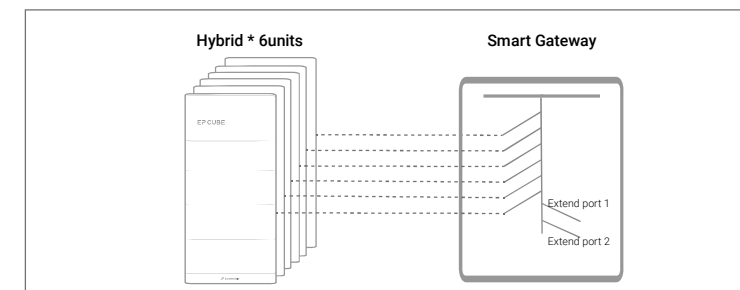 Hybrid * 6units
Smart Gateway
EP CUBE
Extend port 1
Extend port 2